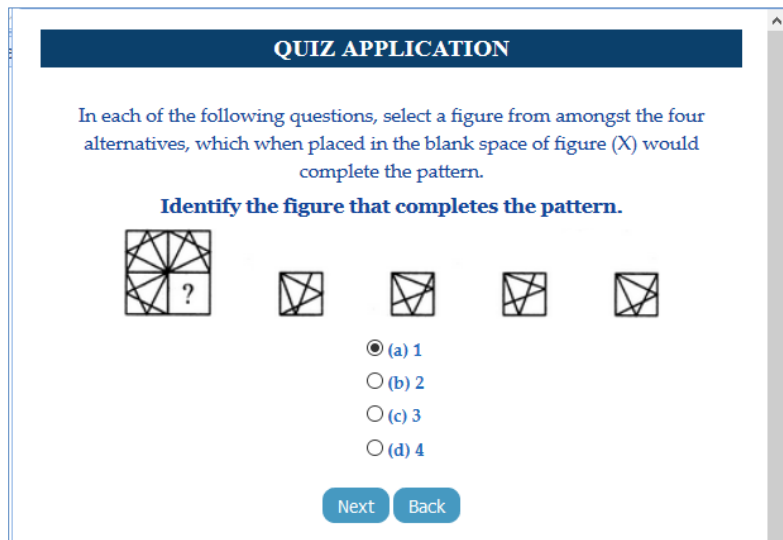 QUIZ APPLICATION
In each of the following questions, select a figure from amongst the four
alternatives, which when placed in the blank space of figure (X) would
complete the pattern.
Identify the figure that completes the pattern.
?
(a) 1
(b) 2
(c) 3
(d) 4
Next Back